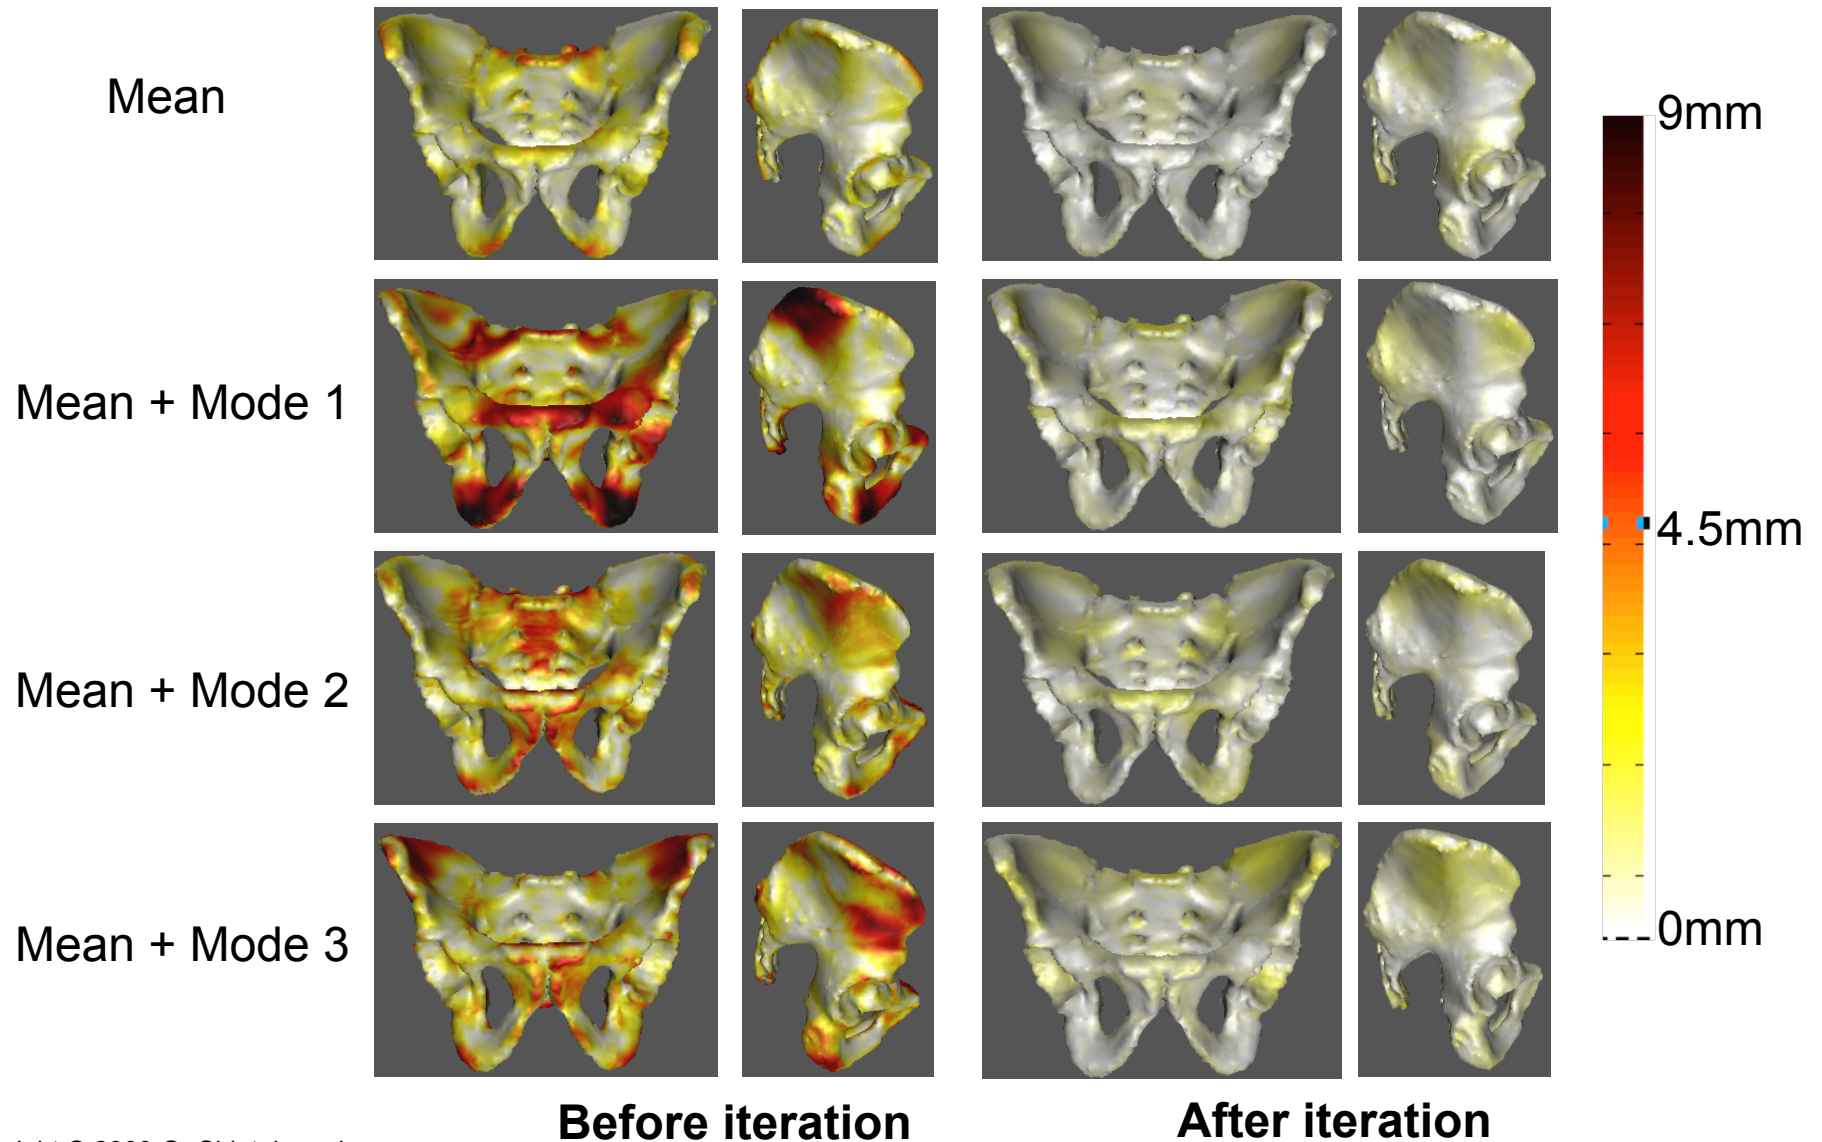 Mean
9mm
Mean + Mode 1
4.5mm
Mean + Mode 2
Mean + Mode 3
0mm
Before iteration
After iteration